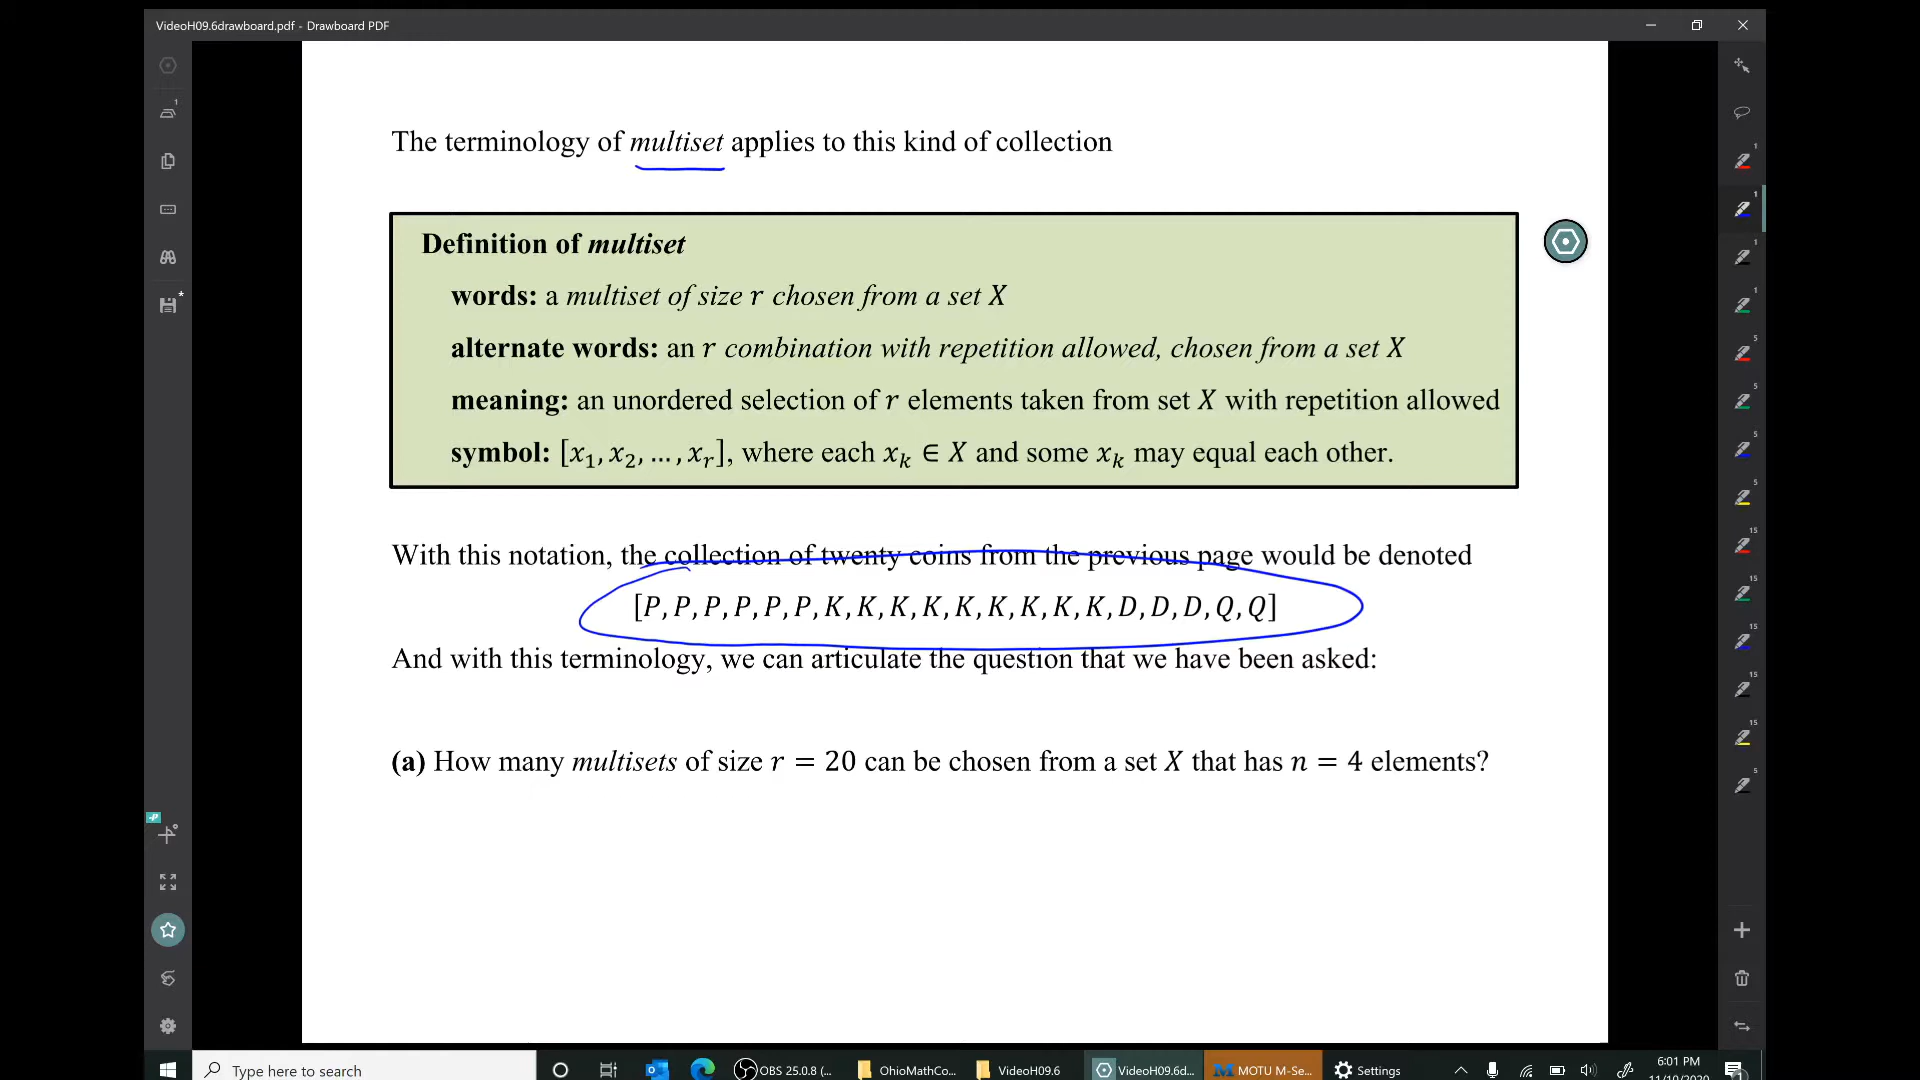 VideoH09.6drawboard.pdf - Drawboard PDF
The terminology of multiset applies to this kind of collection
Definition of multiset
words: a multiset of size r chosen from a set X
alternate words: an r combination with repetition allowed, chosen from a set X
meaning: an unordered selection of r elements taken from set X with repetition allowed
symbol: [x₁, x₂, …, xᵣ], where each xₖ ∈ X and some xₖ may equal each other.
With this notation, the collection of twenty coins from the previous page would be denoted
[P, P, P, P, P, P, K, K, K, K, K, K, K, K, K, D, D, D, Q, Q]
And with this terminology, we can articulate the question that we have been asked:
(a) How many multisets of size r = 20 can be chosen from a set X that has n = 4 elements?
Type here to search
OBS 25.0.8 (...
OhioMathCo...
VideoH09.6
VideoH09.6d...
MOTU M-Se...
Settings
6:01 PM